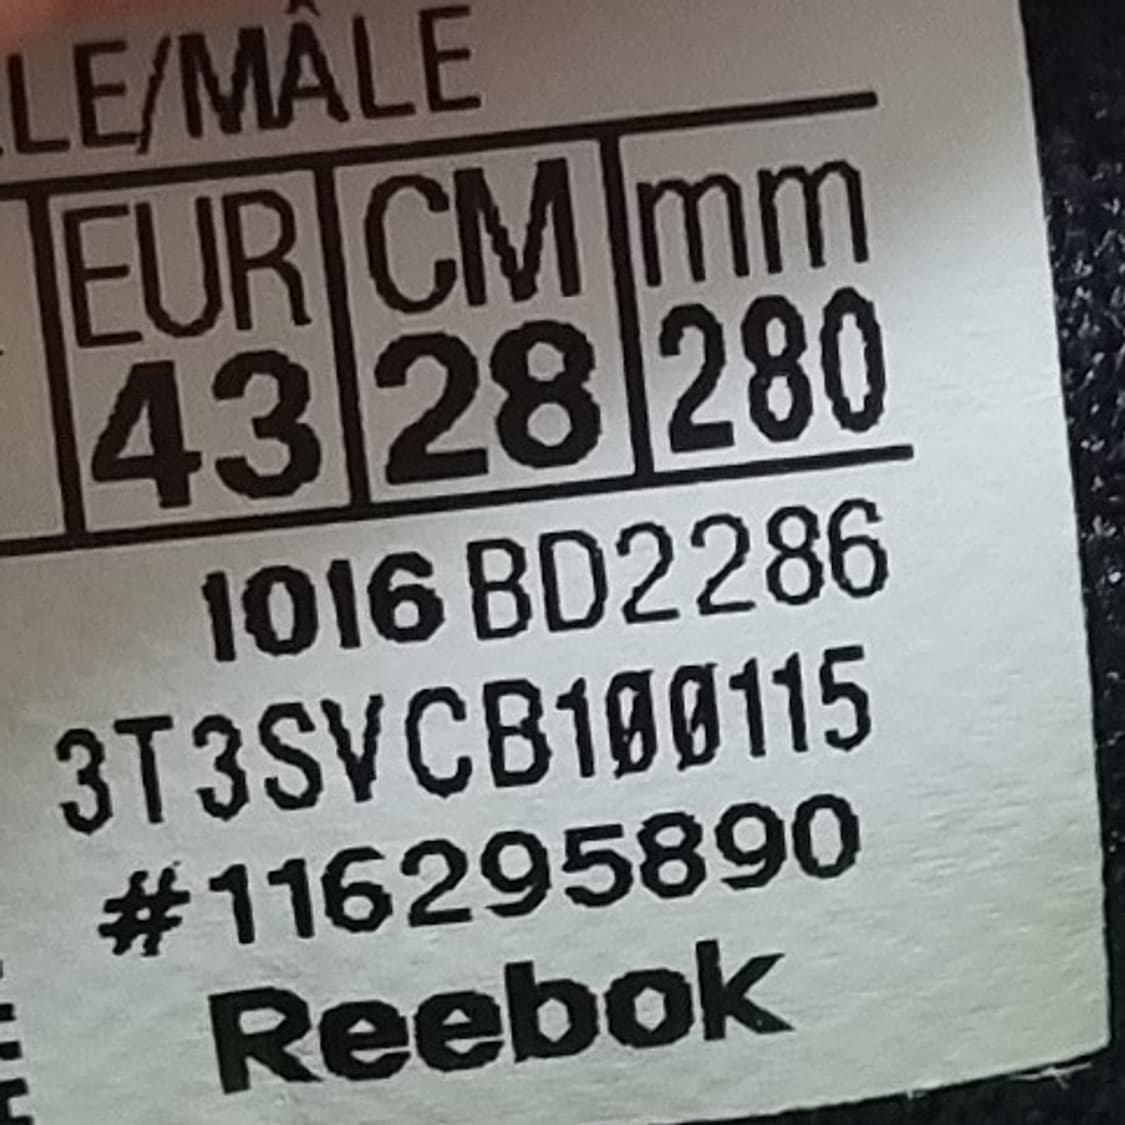 LE/MÂLE
EUR CM mm
43 28 280
1016 BD2286
3T3SVCB100115
#116295890
Reebok